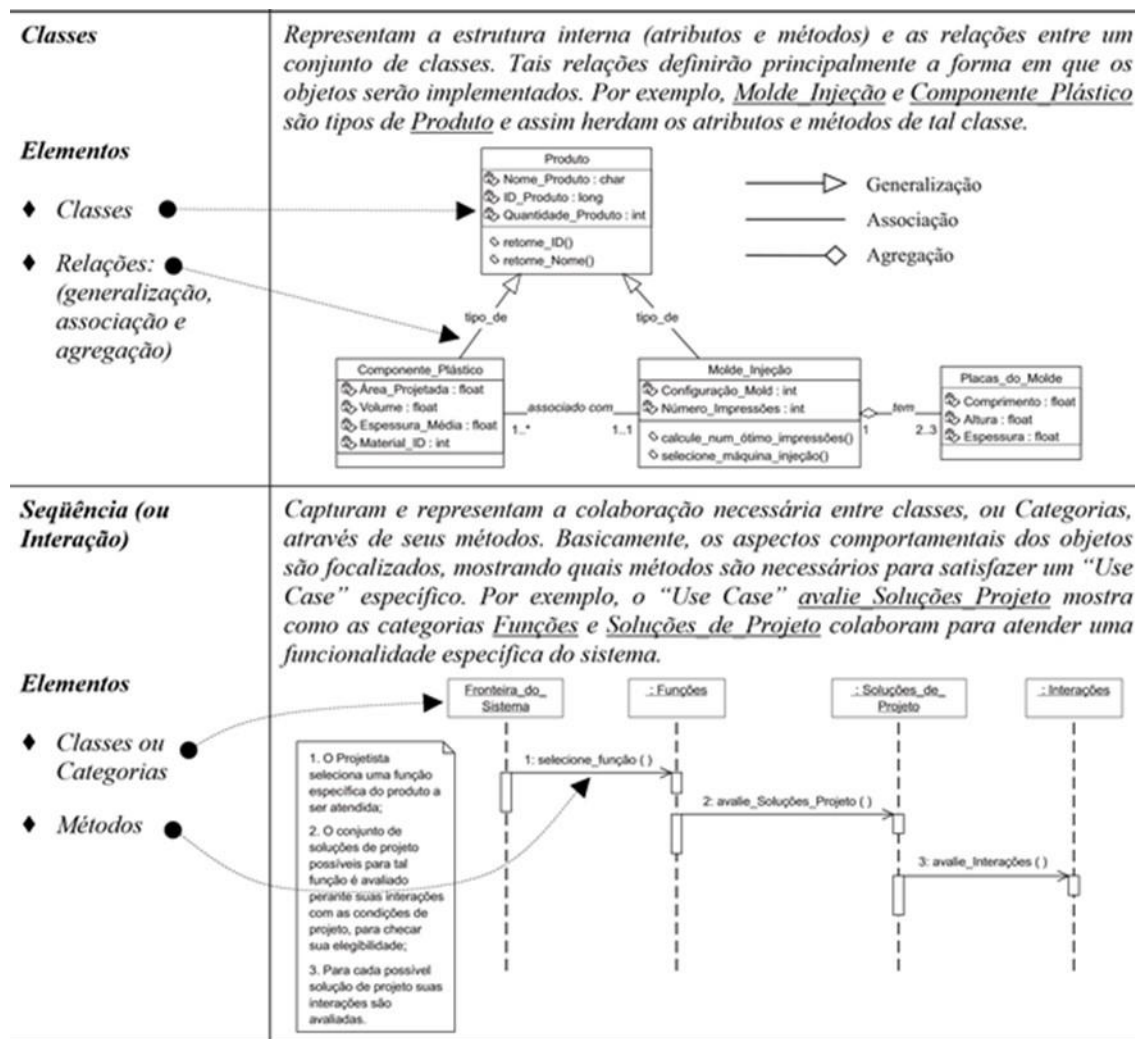 Classes
Representam a estrutura interna (atributos e métodos) e as relações entre um
conjunto de classes. Tais relações definirão principalmente a forma em que os
objetos serão implementados. Por exemplo, Molde_Injeção e Componente_Plástico
são tipos de Produto e assim herdam os atributos e métodos de tal classe.
Elementos
♦ Classes
♦ Relações:
(generalização,
associação e
agregação)
Produto
Nome_Produto : char
ID_Produto : long
Quantidade_Produto : int
retorne_ID()
retorne_Nome()
Generalização
Associação
Agregação
tipo_de
tipo_de
Componente_Plástico
Área_Projetada : float
Volume : float
Espessura_Média : float
Material_ID : int
associado com
1..*
1..1
Molde_Injeção
Configuração_Mold : int
Número_Impressões : int
calcule_num_ótimo_impressões()
selecione_máquina_injeção()
tem
1
2..3
Placas_do_Molde
Comprimento : float
Altura : float
Espessura : float
Seqüência (ou
Interação)
Capturam e representam a colaboração necessária entre classes, ou Categorias,
através de seus métodos. Basicamente, os aspectos comportamentais dos objetos
são focalizados, mostrando quais métodos são necessários para satisfazer um “Use
Case” específico. Por exemplo, o “Use Case” avalie_Soluções_Projeto mostra
como as categorias Funções e Soluções_de_Projeto colaboram para atender uma
funcionalidade específica do sistema.
Elementos
♦ Classes ou
Categorias
♦ Métodos
Fronteira_do_
Sistema
: Funções
: Soluções_de_
Projeto
: Interações
1. O Projetista
seleciona uma função
específica do produto a
ser atendida;
2. O conjunto de
soluções de projeto
possíveis para tal
função é avaliado
perante suas interações
com as condições de
projeto, para checar
sua elegibilidade;
3. Para cada possível
solução de projeto suas
interações são
avaliadas.
1: selecione_função ( )
2: avalie_Soluções_Projeto ( )
3: avalie_Interações ( )